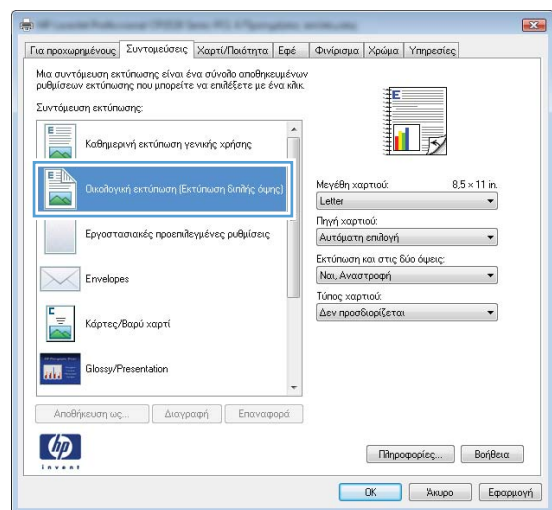 Για προχωρημένους Συντομεύσεις Χαρτί/Ποιότητα Εφέ Φινίρισμα Χρώμα Υπηρεσίες
Μια συντόμευση εκτύπωσης είναι ένα σύνολο αποθηκευμένων
ρυθμίσεων εκτύπωσης που μπορείτε να επιλέξετε με ένα κλικ.
Συντόμευση εκτύπωσης:
Καθημερινή εκτύπωση γενικής χρήσης
Οικολογική εκτύπωση (Εκτύπωση διπλής όψης)
Εργοστασιακές προεπιλεγμένες ρυθμίσεις
Envelopes
Κάρτες/Βαρύ χαρτί
Glossy/Presentation
Αποθήκευση ως... Διαγραφή Επαναφορά
E
Μεγέθη χαρτιού: 8,5 × 11 in.
Letter
Πηγή χαρτιού:
Αυτόματη επιλογή
Εκτύπωση και στις δύο όψεις:
Ναι, Αναστροφή
Τύπος χαρτιού:
Δεν προσδιορίζεται
hp
invent
Πληροφορίες... Βοήθεια
OK Άκυρο Εφαρμογή